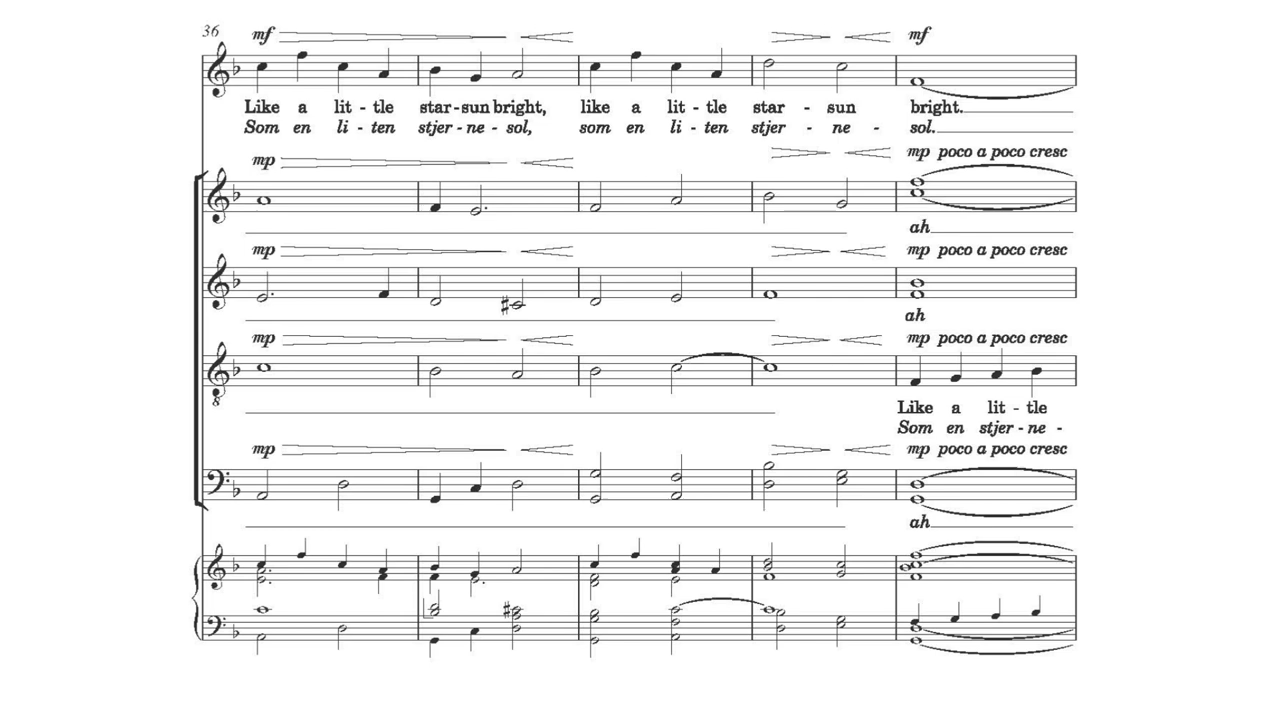 36
mf mf
Like a lit - tle star - sun bright, like a lit - tle star - sun bright.
Som en li - ten stjer - ne - sol, som en li - ten stjer - ne - sol.
mp mp poco a poco cresc
ah
mp mp poco a poco cresc
ah
mp mp poco a poco cresc
8
Like a lit - tle
Som en stjer - ne -
mp mp poco a poco cresc
ah